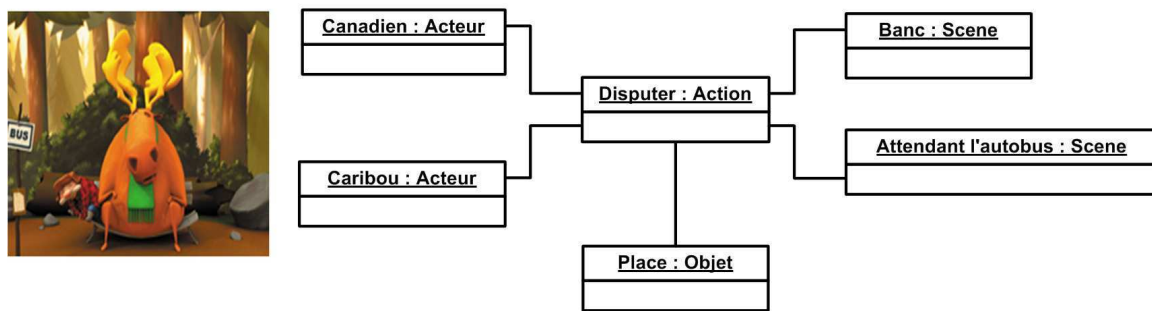 BUS
Canadien : Acteur
Banc : Scene
Disputer : Action
Attendant l'autobus : Scene
Caribou : Acteur
Place : Objet